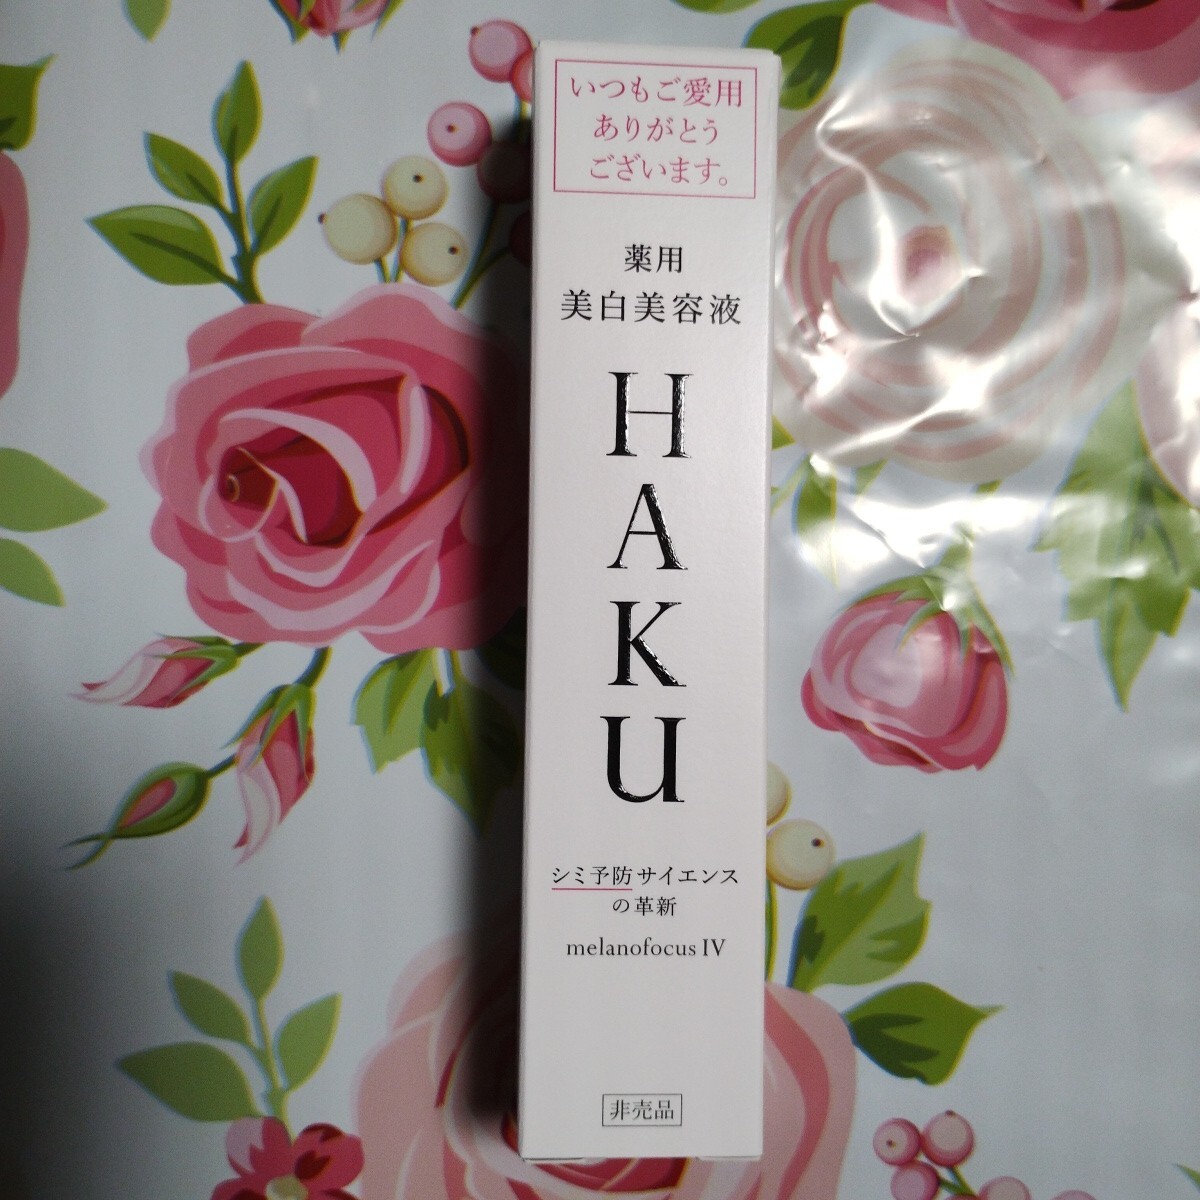 いつもご愛用
ありがとう
ございます。
薬用
美白美容液
HAKU
シミ予防サイエンス
の革新
melanofocus IV
非売品